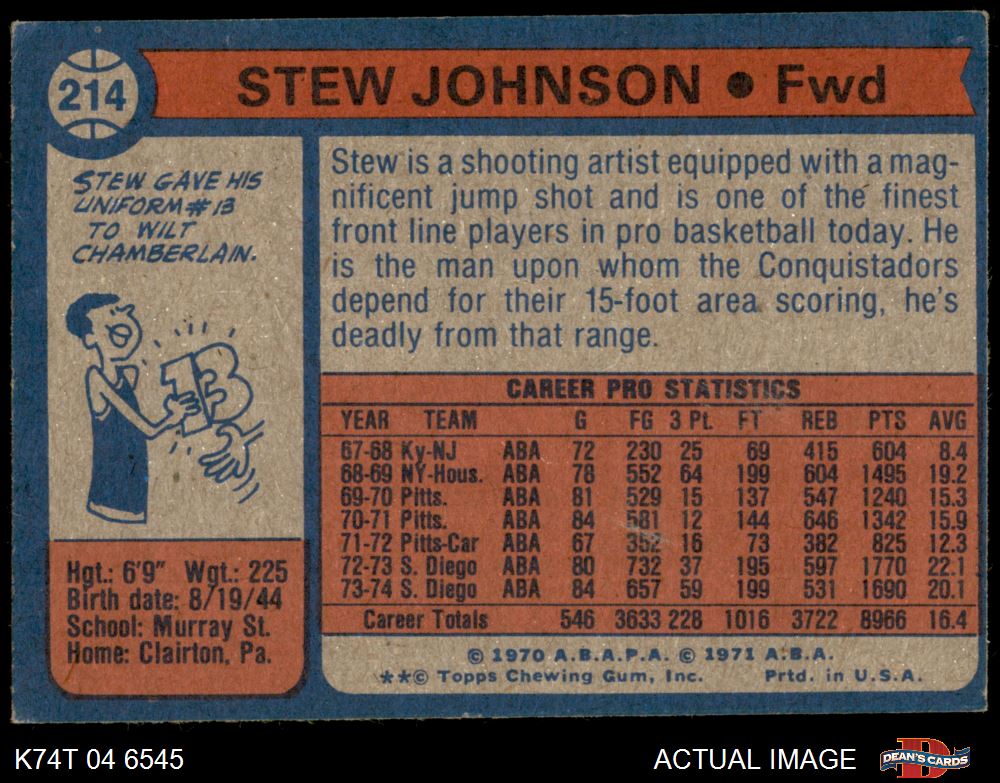 214
STEW JOHNSON ● Fwd
STEW GAVE HIS
UNIFORM # 13
TO WILT
CHAMBERLAIN.
13
Hgt.: 6'9" Wgt.: 225
Birth date: 8/19/44
School: Murray St.
Home: Clairton, Pa.
Stew is a shooting artist equipped with a mag-
nificent jump shot and is one of the finest
front line players in pro basketball today. He
is the man upon whom the Conquistadors
depend for their 15-foot area scoring, he's
deadly from that range.
CAREER PRO STATISTICS
YEAR TEAM G FG 3 Pt. FT REB PTS AVG
67-68 Ky-NJ ABA 72 230 25 69 415 604 8.4
68-69 NY-Hous. ABA 78 552 64 199 604 1495 19.2
69-70 Pitts. ABA 81 529 15 137 547 1240 15.3
70-71 Pitts. ABA 84 581 12 144 646 1342 15.9
71-72 Pitts-Car ABA 67 352 16 73 382 825 12.3
72-73 S. Diego ABA 80 732 37 195 597 1770 22.1
73-74 S. Diego ABA 84 657 59 199 531 1690 20.1
Career Totals 546 3633 228 1016 3722 8966 16.4
© 1970 A.B.A.P.A. © 1971 A.B.A.
**© Topps Chewing Gum, Inc. Prtd. in U.S.A.
K74T 04 6545
ACTUAL IMAGE
D
DEAN'S CARDS